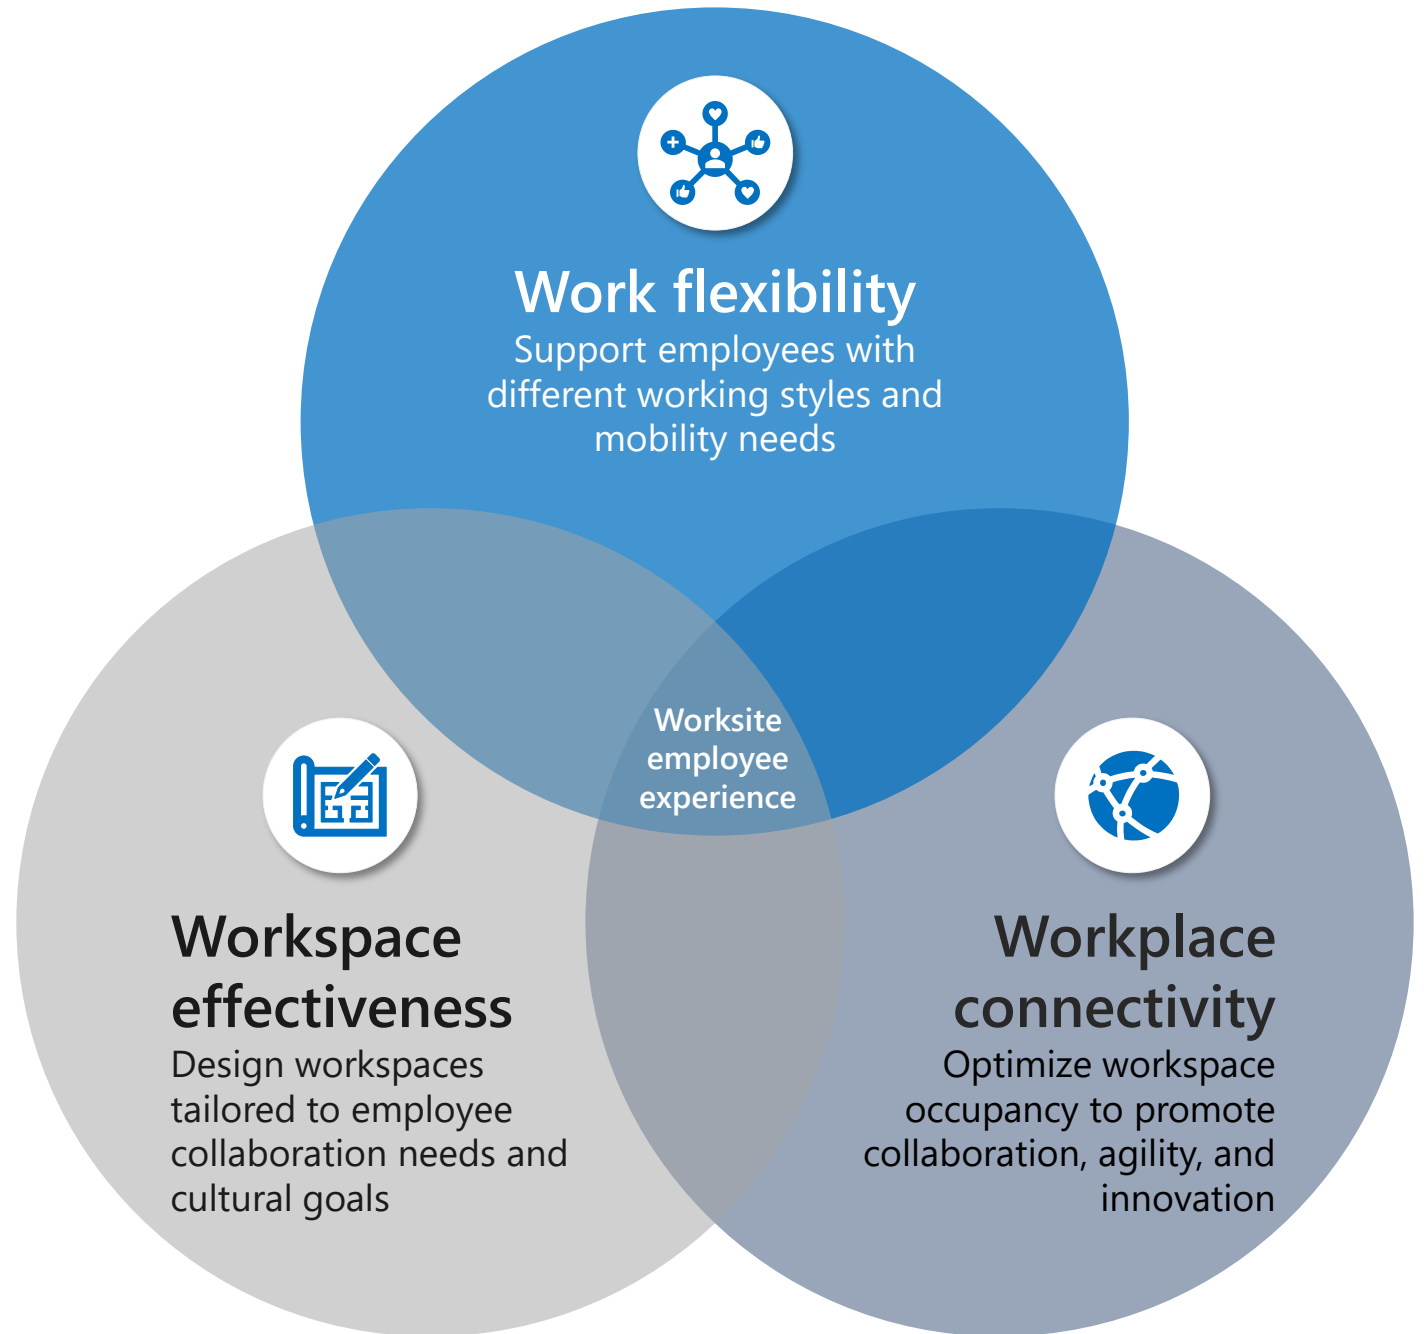 Work flexibility
Support employees with
different working styles and
mobility needs
Worksite
employee
experience
Workspace
effectiveness
Design workspaces
tailored to employee
collaboration needs and
cultural goals
Workplace
connectivity
Optimize workspace
occupancy to promote
collaboration, agility, and
innovation